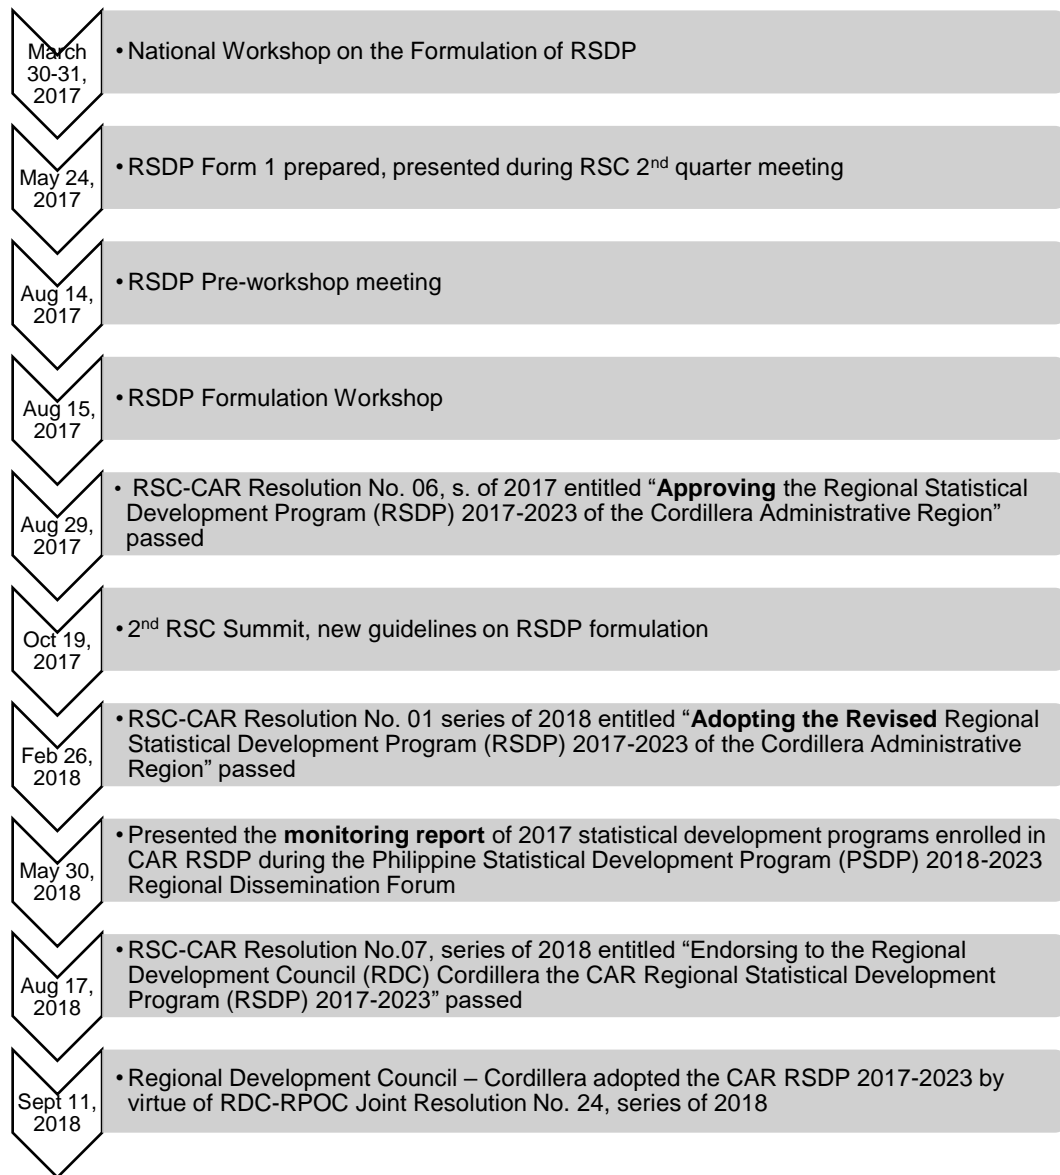 March
30-31,
2017
• National Workshop on the Formulation of RSDP
May 24,
2017
• RSDP Form 1 prepared, presented during RSC 2nd quarter meeting
Aug 14,
2017
• RSDP Pre-workshop meeting
Aug 15,
2017
• RSDP Formulation Workshop
Aug 29,
2017
• RSC-CAR Resolution No. 06, s. of 2017 entitled “Approving the Regional Statistical
Development Program (RSDP) 2017-2023 of the Cordillera Administrative Region”
passed
Oct 19,
2017
• 2nd RSC Summit, new guidelines on RSDP formulation
Feb 26,
2018
• RSC-CAR Resolution No. 01 series of 2018 entitled “Adopting the Revised Regional
Statistical Development Program (RSDP) 2017-2023 of the Cordillera Administrative
Region” passed
May 30,
2018
• Presented the monitoring report of 2017 statistical development programs enrolled in
CAR RSDP during the Philippine Statistical Development Program (PSDP) 2018-2023
Regional Dissemination Forum
Aug 17,
2018
• RSC-CAR Resolution No.07, series of 2018 entitled “Endorsing to the Regional
Development Council (RDC) Cordillera the CAR Regional Statistical Development
Program (RSDP) 2017-2023” passed
Sept 11,
2018
• Regional Development Council – Cordillera adopted the CAR RSDP 2017-2023 by
virtue of RDC-RPOC Joint Resolution No. 24, series of 2018